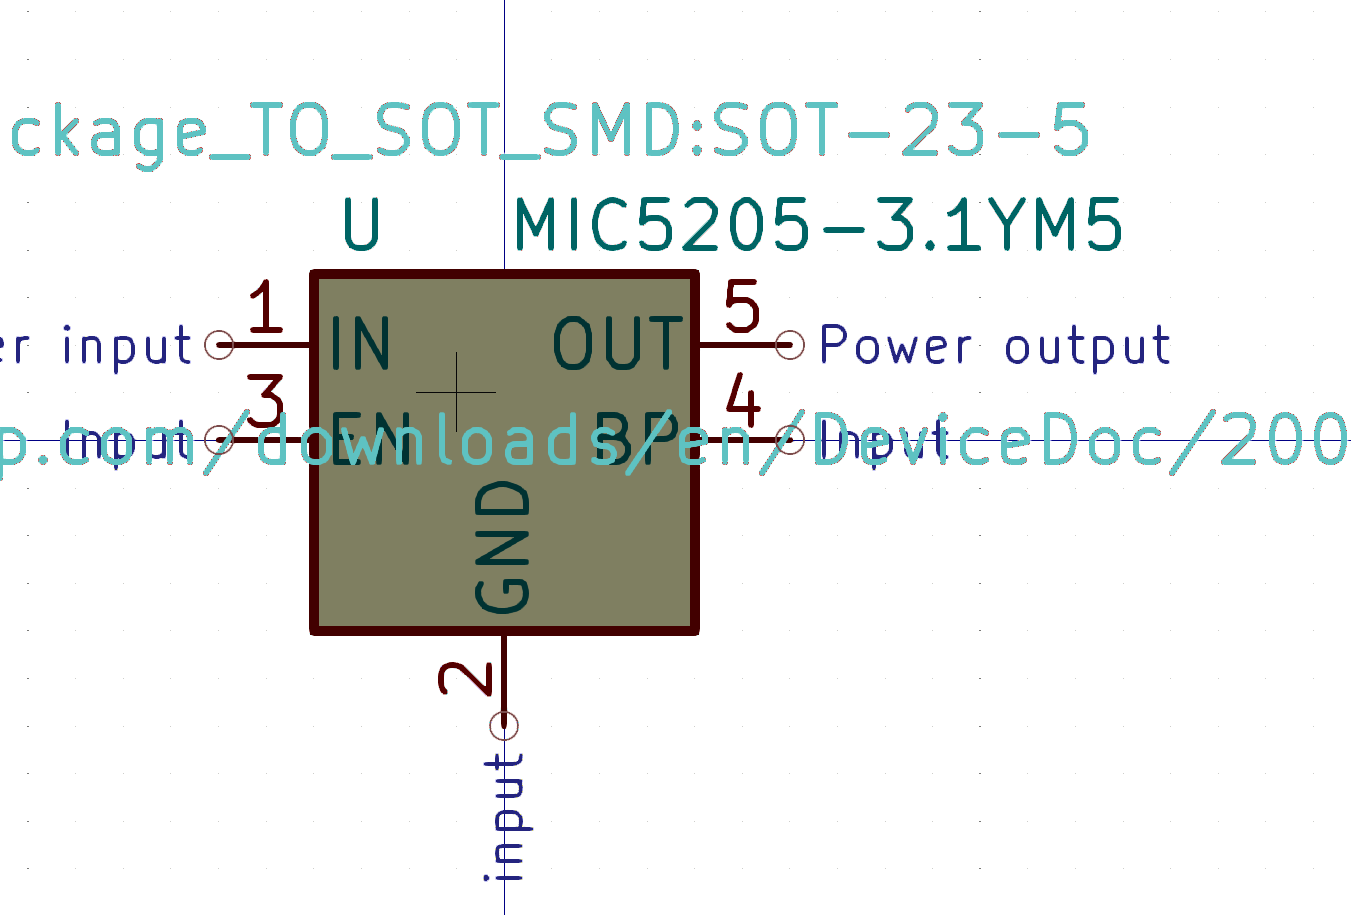 ckage_TO_SOT_SMD:SOT-23-5
U MIC5205-3.1YM5
1 5
er input IN OUT Power output
3 4
Input EN BP Input
p.com/downloads/en/DeviceDoc/200
GND
2
input